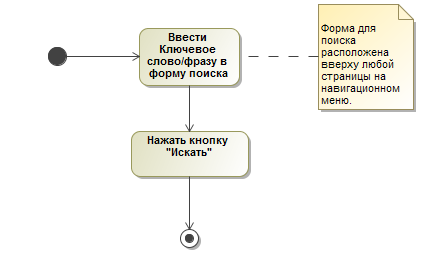 Ввести
Ключевое
слово/фразу в
форму поиска
Форма для
поиска
расположена
вверху любой
страницы на
навигационном
меню.
Нажать кнопку
"Искать"